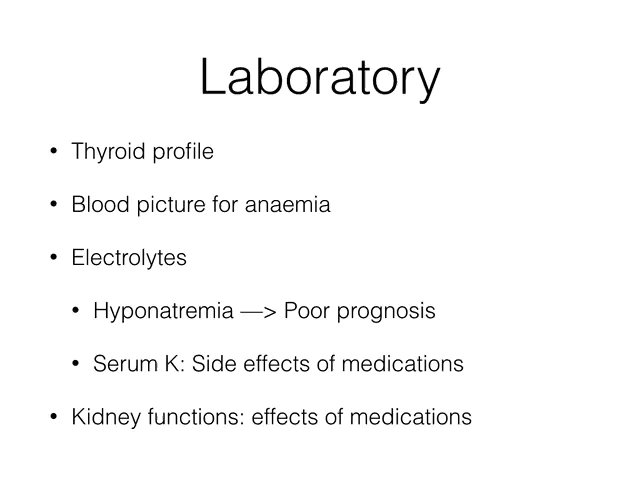 Laboratory
• Thyroid profile
• Blood picture for anaemia
• Electrolytes
• Hyponatremia —> Poor prognosis
• Serum K: Side effects of medications
• Kidney functions: effects of medications